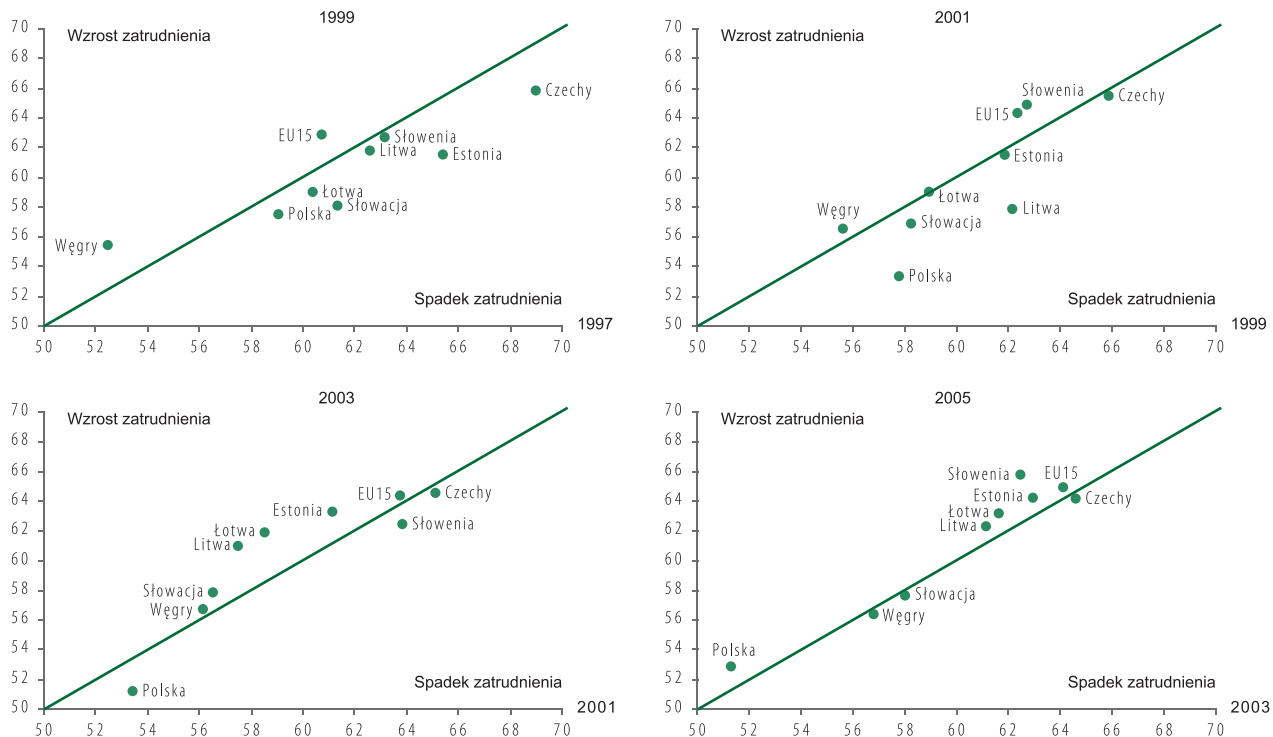 1999
70
Wzrost zatrudnienia
68
66
Czechy
64
EU15
Słowenia
62
Litwa
Estonia
60
Łotwa
58
Polska
Słowacja
56
Węgry
54
52
Spadek zatrudnienia
50
1997
50 52 54 56 58 60 62 64 66 68 70
2001
70
Wzrost zatrudnienia
68
66
Słowenia
Czechy
64
EU15
62
Estonia
60
Łotwa
58
Węgry
Litwa
Słowacja
56
54
Polska
52
Spadek zatrudnienia
50
1999
50 52 54 56 58 60 62 64 66 68 70
2003
70
Wzrost zatrudnienia
68
66
EU15
Czechy
64
Estonia
Słowenia
62
Łotwa
Litwa
60
58
Słowacja
Węgry
56
54
52
Polska
Spadek zatrudnienia
50
2001
50 52 54 56 58 60 62 64 66 68 70
2005
70
Wzrost zatrudnienia
68
66
Słowenia
EU15
64
Estonia
Czechy
Łotwa
62
Litwa
60
58
Słowacja
56
Węgry
54
Polska
52
Spadek zatrudnienia
50
2003
50 52 54 56 58 60 62 64 66 68 70